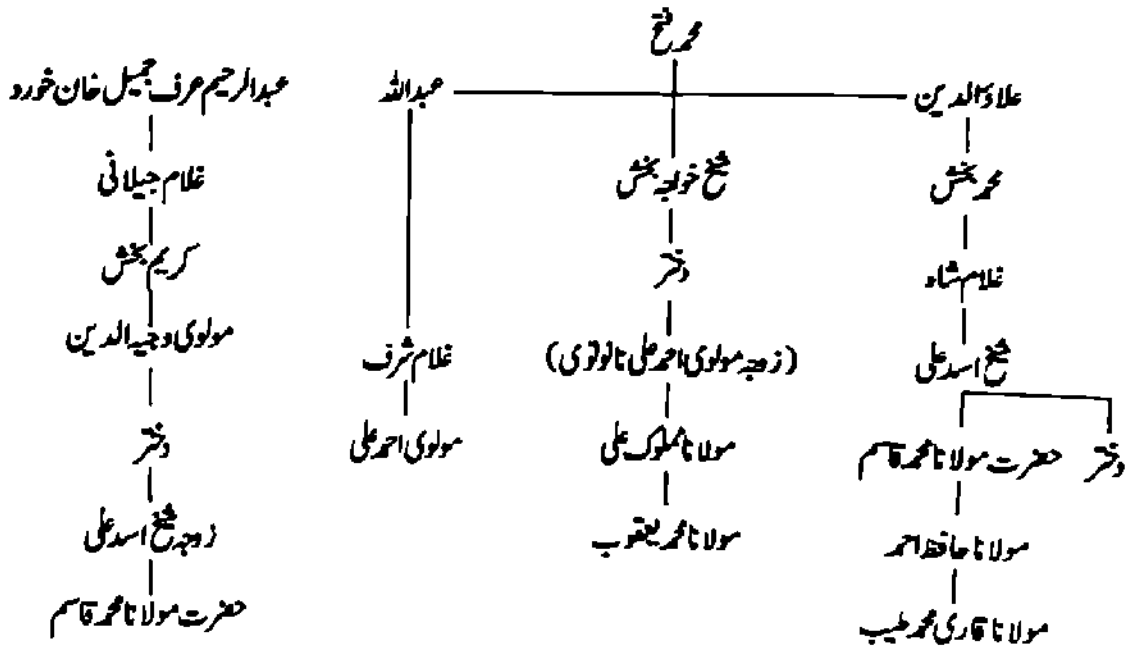 محمد فتح
علاؤالدین
عبداللہ
عبدالرحیم عرف جمیل خان خورد
محمد بخش
شیخ خواجہ بخش
غلام جیلانی
غلام شاہ
دختر
کریم بخش
شیخ اسد علی
(زوجہ مولوی احمد علی نانوتوی)
غلام شرف
مولوی وجیہ الدین
دختر
حضرت مولانا محمد قاسم
مولانا مملوک علی
مولوی احمد علی
دختر
مولانا حافظ احمد
مولانا محمد یعقوب
زوجہ شیخ اسد علی
مولانا قاری محمد طیب
حضرت مولانا محمد قاسم